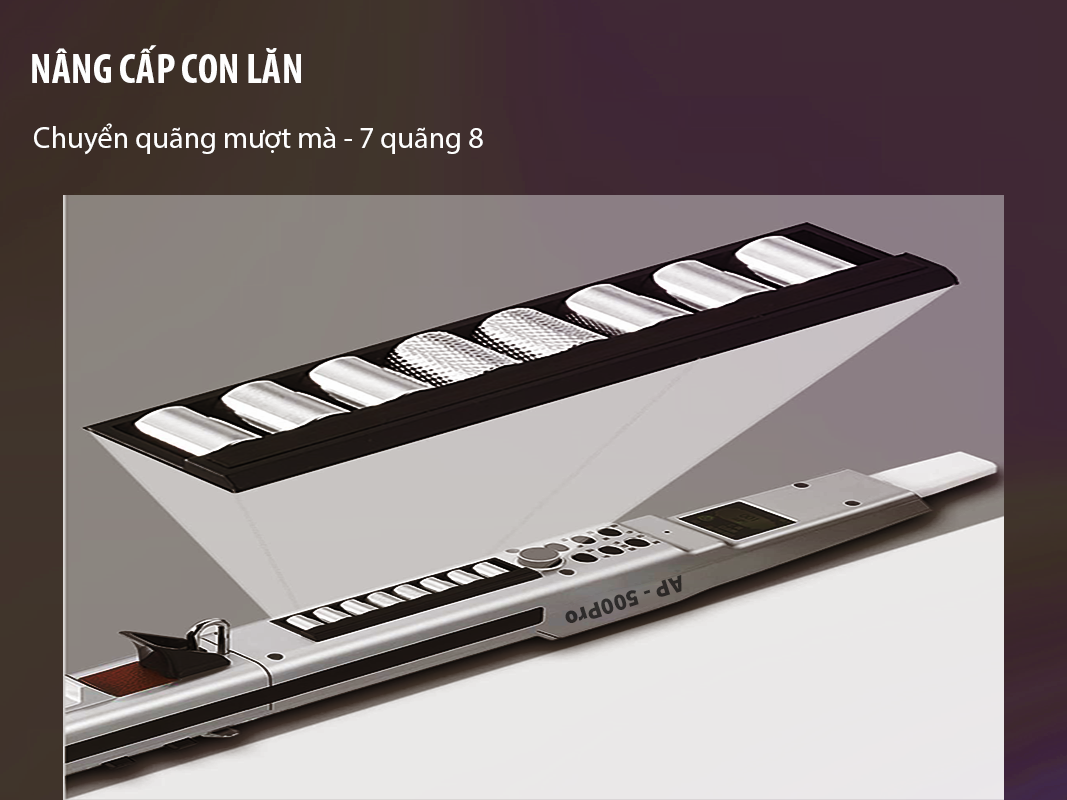 NÂNG CẤP CON LĂN
Chuyển quãng mượt mà - 7 quãng 8
AP - 500Pro